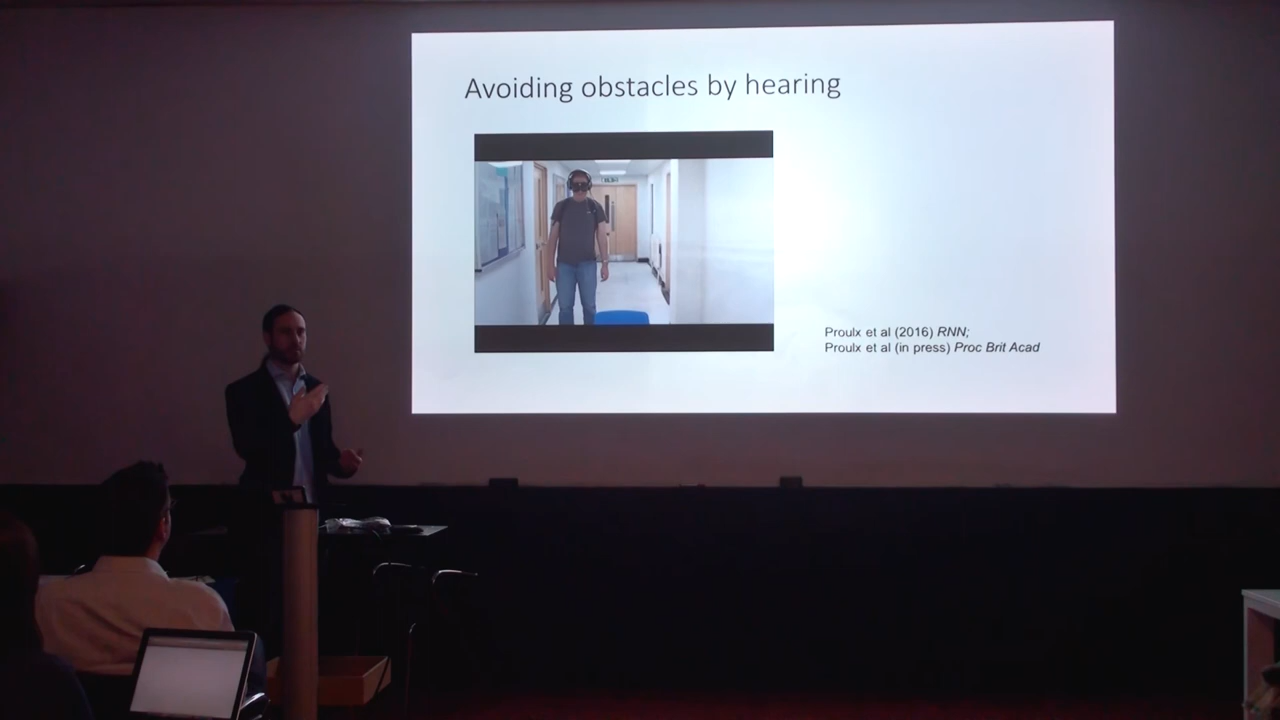 Avoiding obstacles by hearing
Proulx et al (2016) RNN;
Proulx et al (in press) Proc Brit Acad